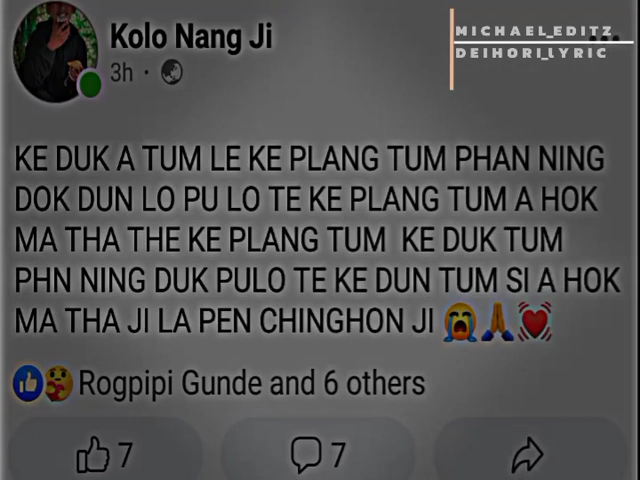 Kolo Nang Ji
3h ·
MICHAEL_EDITZ
DEIHORI_LYRIC
KE DUK A TUM LE KE PLANG TUM PHAN NING
DOK DUN LO PU LO TE KE PLANG TUM A HOK
MA THA THE KE PLANG TUM KE DUK TUM
PHN NING DUK PULO TE KE DUN TUM SI A HOK
MA THA JI LA PEN CHINGHON JI 😭🙏💓
Rogpipi Gunde and 6 others
7
7